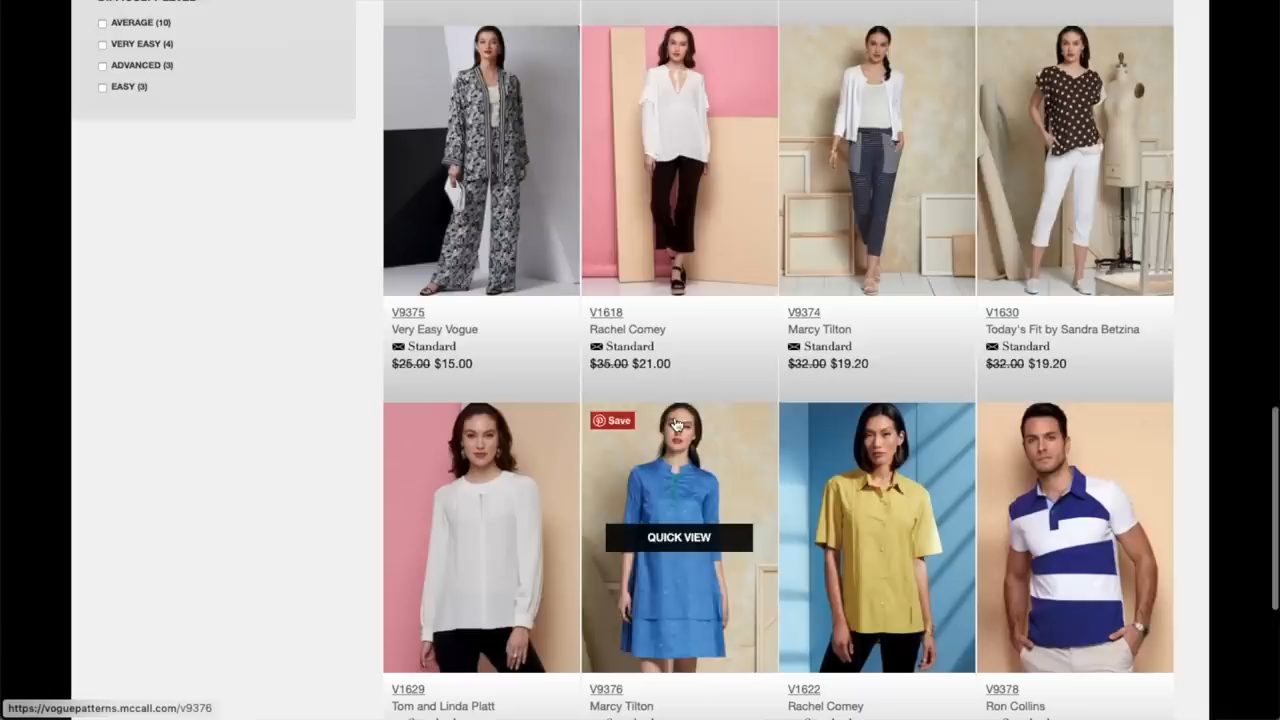 AVERAGE (10)
VERY EASY (4)
ADVANCED (3)
EASY (3)
V9375
Very Easy Vogue
Standard
$25.00 $15.00
V1618
Rachel Comey
Standard
$35.00 $21.00
V9374
Marcy Tilton
Standard
$32.00 $19.20
V1630
Today's Fit by Sandra Betzina
Standard
$32.00 $19.20
Save
QUICK VIEW
V1629
Tom and Linda Platt
V9376
Marcy Tilton
V1622
Rachel Comey
V9378
Ron Collins
https://voguepatterns.mccall.com/v9376